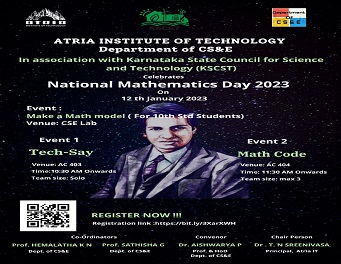 ATRIA
Department
Of
CS&E
ATRIA INSTITUTE OF TECHNOLOGY
Department of CS&E
In association with Karnataka State Council for Science
and Technology (KSCST)
Celebrates
National Mathematics Day 2023
On
12 th January 2023
Event :
Make a Math model ( For 10th Std Students)
Venue: CSE Lab
Event 1
Tech-Say
Venue: AC 403
Time:10:30 AM Onwards
Team size: Solo
Event 2
Math Code
Venue: AC 404
Time: 11:30 AM Onwards
Team size: max 3
REGISTER NOW !!!
Registration link :https://bit.ly/3XarXWH
Co-Ordinators
Prof. HEMALATHA K N
Dept. of CS&E
Prof. SATHISHA G
Dept. of CS&E
Convenor
Dr. AISHWARYA P
Prof. & HoD
Dept. of CS&E
Chair Person
Dr . T. N SREENIVASA
Principal, Atria IT